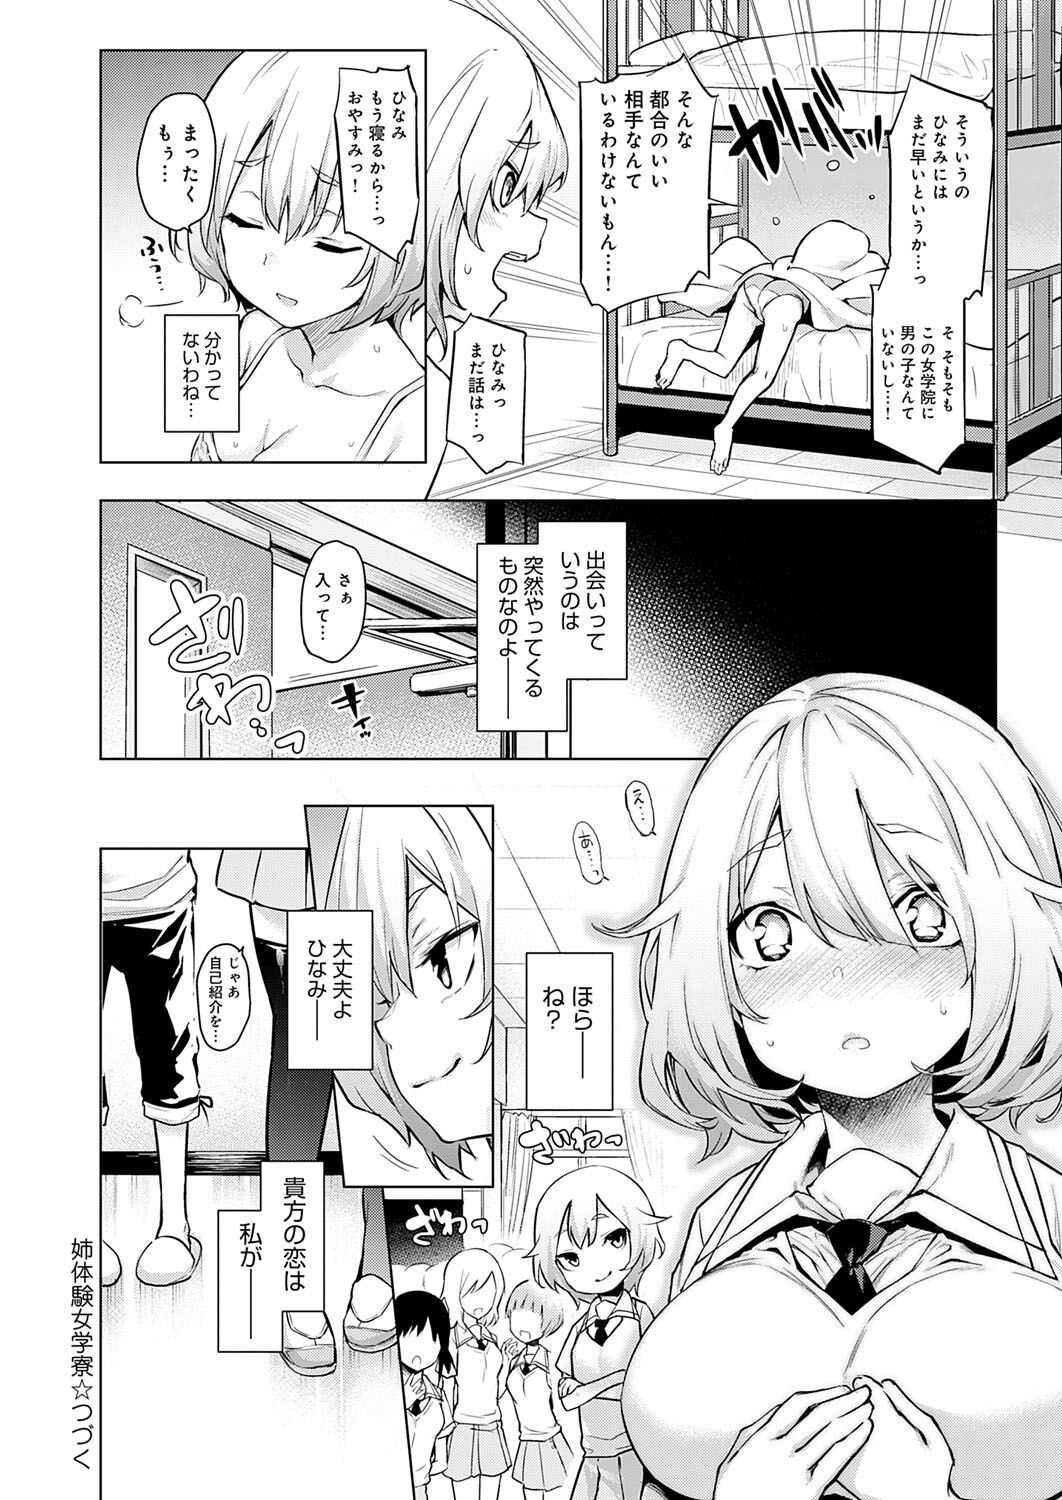 そういうの
ひなみには
まだ早いというか…っ
そ そもそも
この女学院に
男の子なんて
いないし…!
そんな
都合のいい
相手なんて
いるわけないもん…!
ひなみっ
まだ話は…っ
ひなみ
もう寝るから…っ
おやすみっ!
まったく
もぅ…
ふぅ…
分かって
ないわね…
出会いって
いうのは
突然やってくる
ものなのよ――
さぁ
入って…
キィッ
ざわ
ざわ…っ
え…
あ…っ
ほら――
ね?
大丈夫よ
ひなみ――
じゃあ
自己紹介を…
ざわっ
ざわっ
貴方の恋は
私が――
姉体験女学寮☆つづく